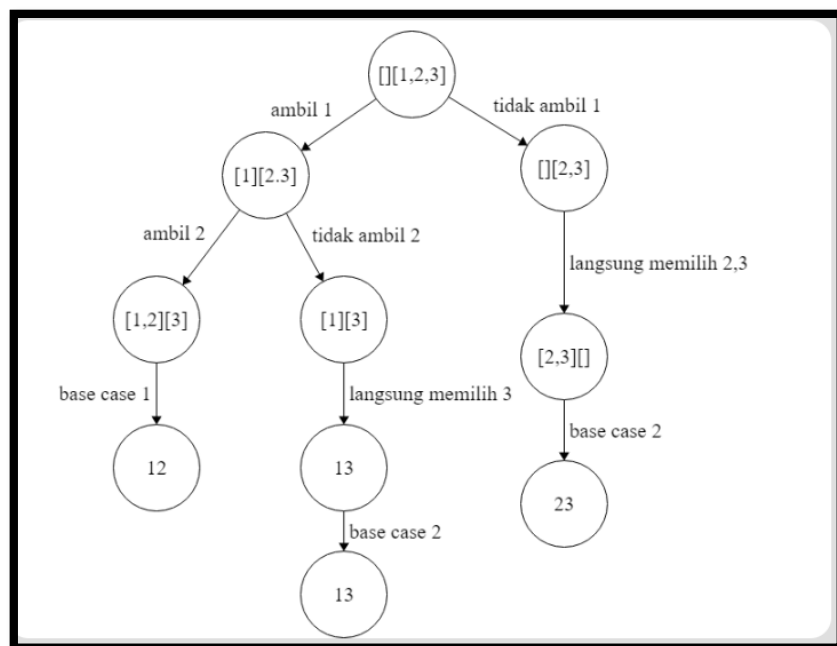 [][1,2,3]
ambil 1
tidak ambil 1
[1][2.3]
[][2,3]
ambil 2
tidak ambil 2
langsung memilih 2,3
[1,2][3]
[1][3]
[2,3][]
base case 1
langsung memilih 3
base case 2
12
13
23
base case 2
13